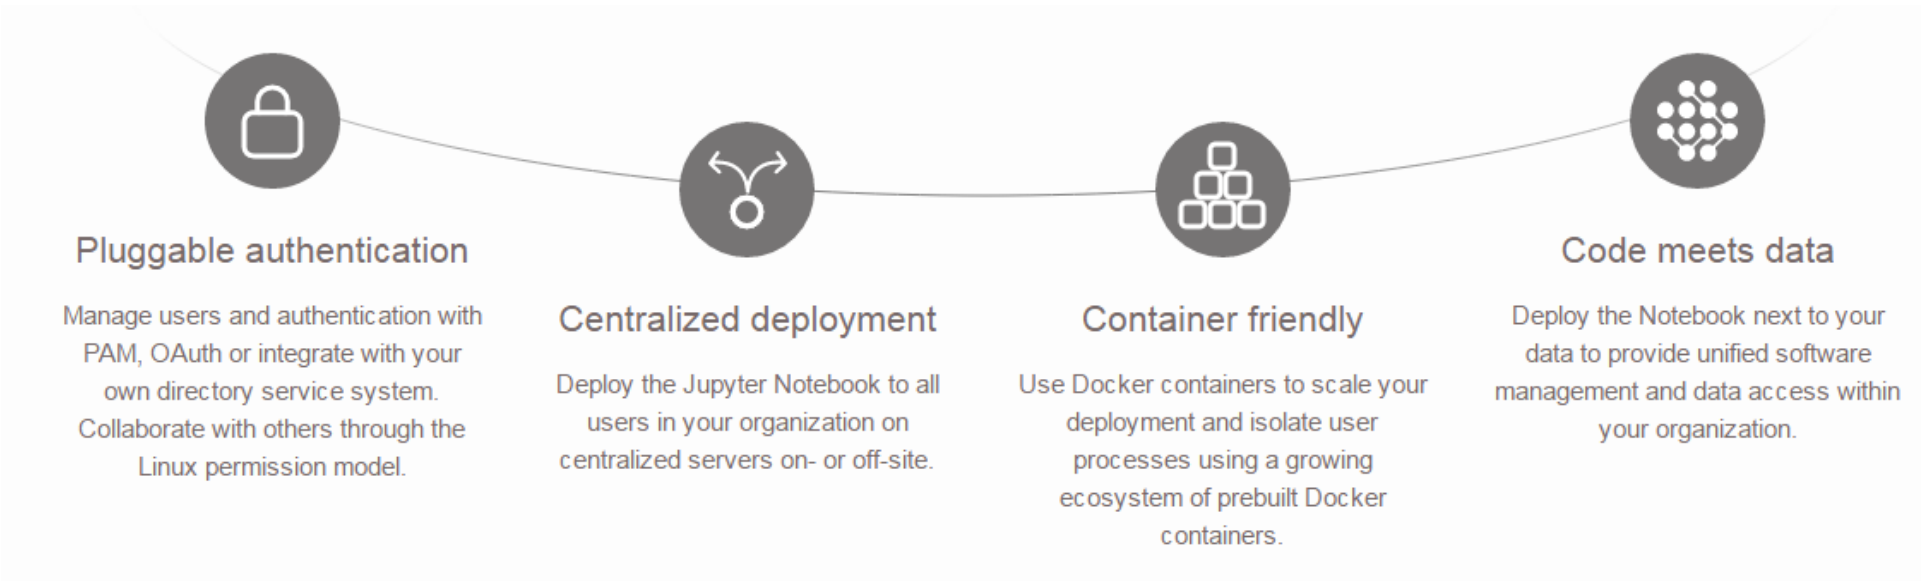 Pluggable authentication
Manage users and authentication with
PAM, OAuth or integrate with your
own directory service system.
Collaborate with others through the
Linux permission model.
Centralized deployment
Deploy the Jupyter Notebook to all
users in your organization on
centralized servers on- or off-site.
Container friendly
Use Docker containers to scale your
deployment and isolate user
processes using a growing
ecosystem of prebuilt Docker
containers.
Code meets data
Deploy the Notebook next to your
data to provide unified software
management and data access within
your organization.